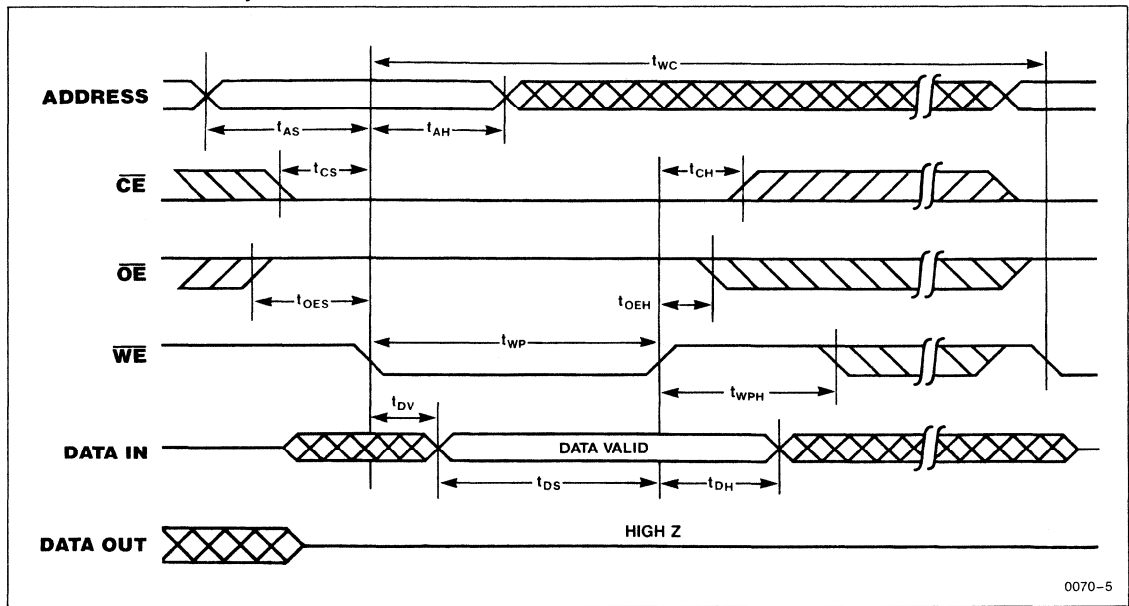 tWC
ADDRESS
tAS
tAH
tCS
tCH
CE
OE
tOES
tOEH
tWP
WE
tWPH
tDV
DATA IN
DATA VALID
tDS
tDH
HIGH Z
DATA OUT
0070-5